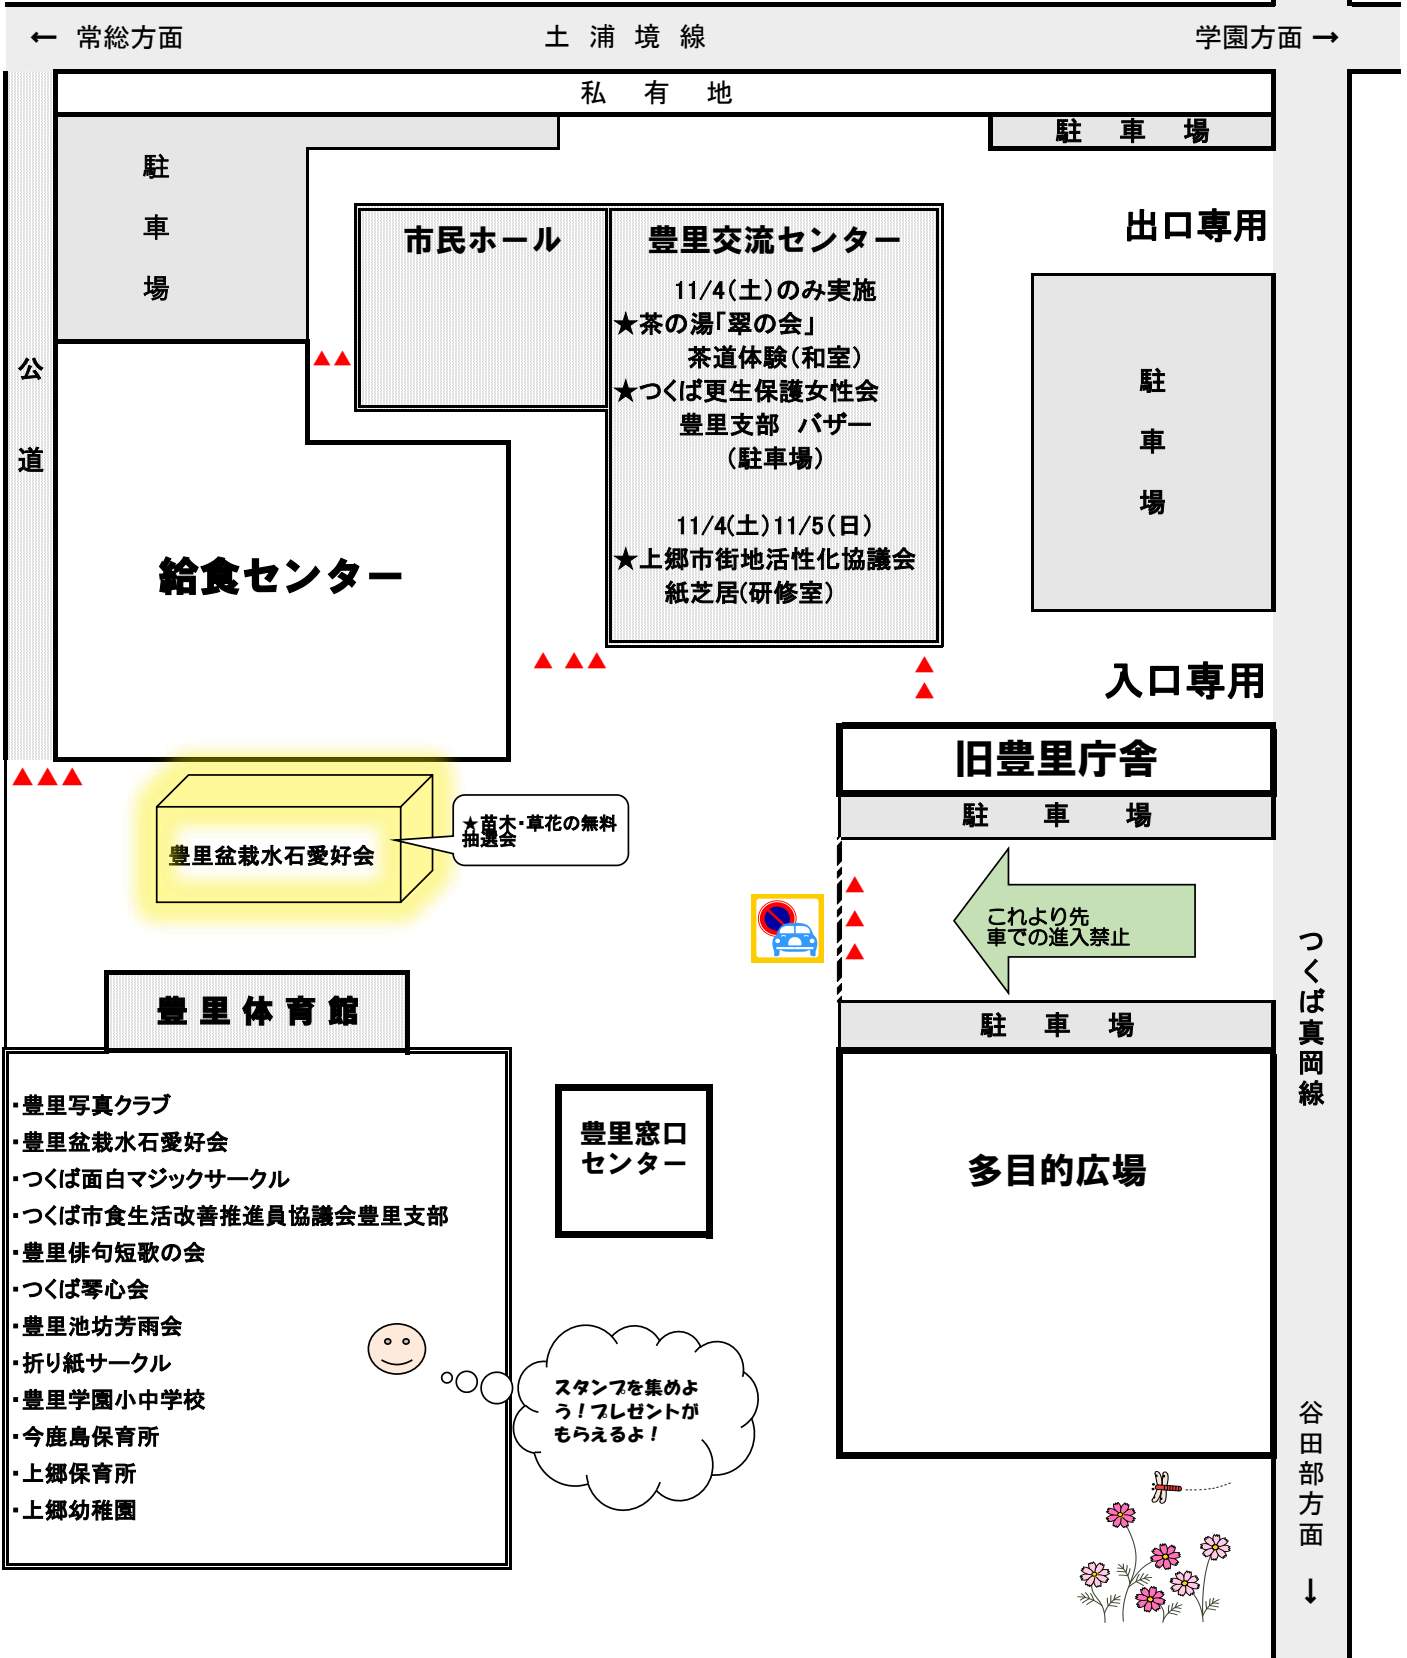 ← 常総方面
土 浦 境 線
学園方面 →
私 有 地
駐 車 場
駐
車
場
公
道
市民ホール
豊里交流センター
11/4(土)のみ実施
★茶の湯「翠の会」
茶道体験(和室)
★つくば更生保護女性会
豊里支部 バザー
(駐車場)
11/4(土)11/5(日)
★上郷市街地活性化協議会
紙芝居(研修室)
出口専用
駐
車
場
入口専用
給食センター
旧豊里庁舎
駐 車 場
豊里盆栽水石愛好会
★苗木・草花の無料
抽選会
これより先
車での進入禁止
駐 車 場
つくば真岡線
豊 里 体 育 館
・豊里写真クラブ
・豊里盆栽水石愛好会
・つくば面白マジックサークル
・つくば市食生活改善推進員協議会豊里支部
・豊里俳句短歌の会
・つくば琴心会
・豊里池坊芳雨会
・折り紙サークル
・豊里学園小中学校
・今鹿島保育所
・上郷保育所
・上郷幼稚園
豊里窓口
センター
多目的広場
スタンプを集めよ
う！プレゼントが
もらえるよ！
谷田部方面 ↓